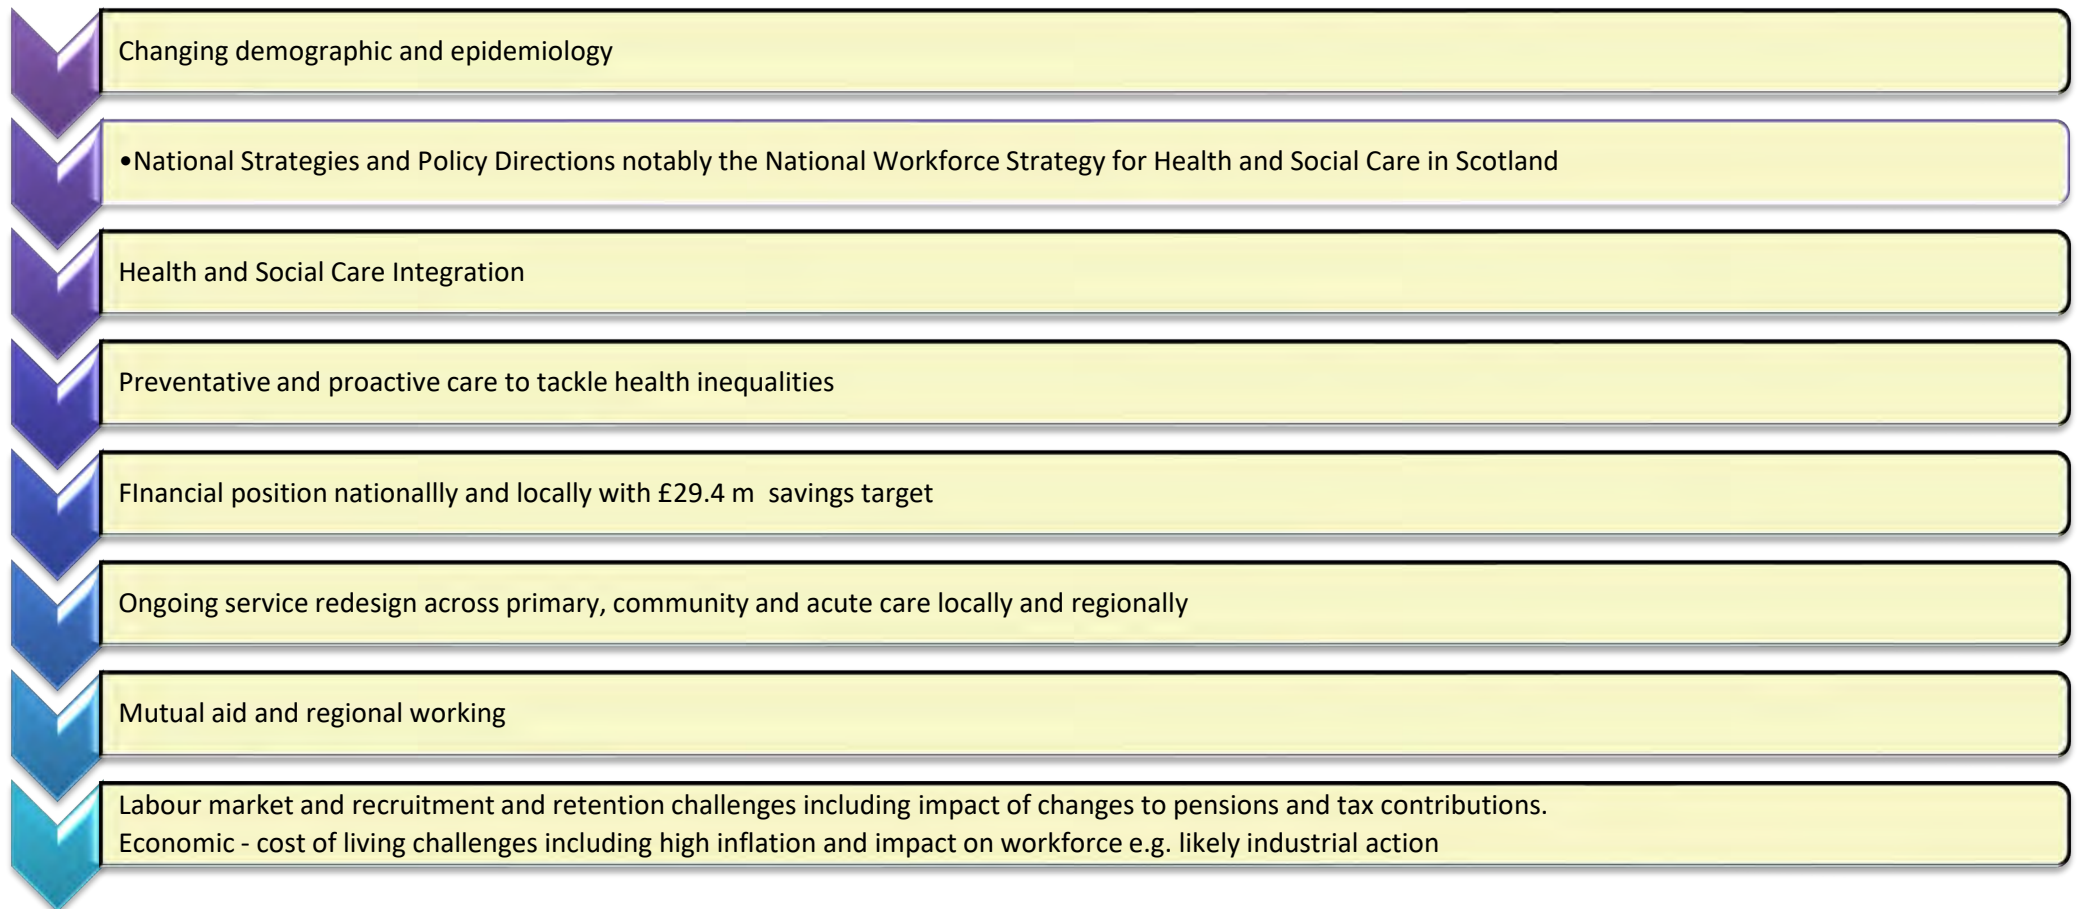 Changing demographic and epidemiology
•National Strategies and Policy Directions notably the National Workforce Strategy for Health and Social Care in Scotland
Health and Social Care Integration
Preventative and proactive care to tackle health inequalities
FInancial position nationallly and locally with £29.4 m  savings target
Ongoing service redesign across primary, community and acute care locally and regionally
Mutual aid and regional working
Labour market and recruitment and retention challenges including impact of changes to pensions and tax contributions.
Economic - cost of living challenges including high inflation and impact on workforce e.g. likely industrial action